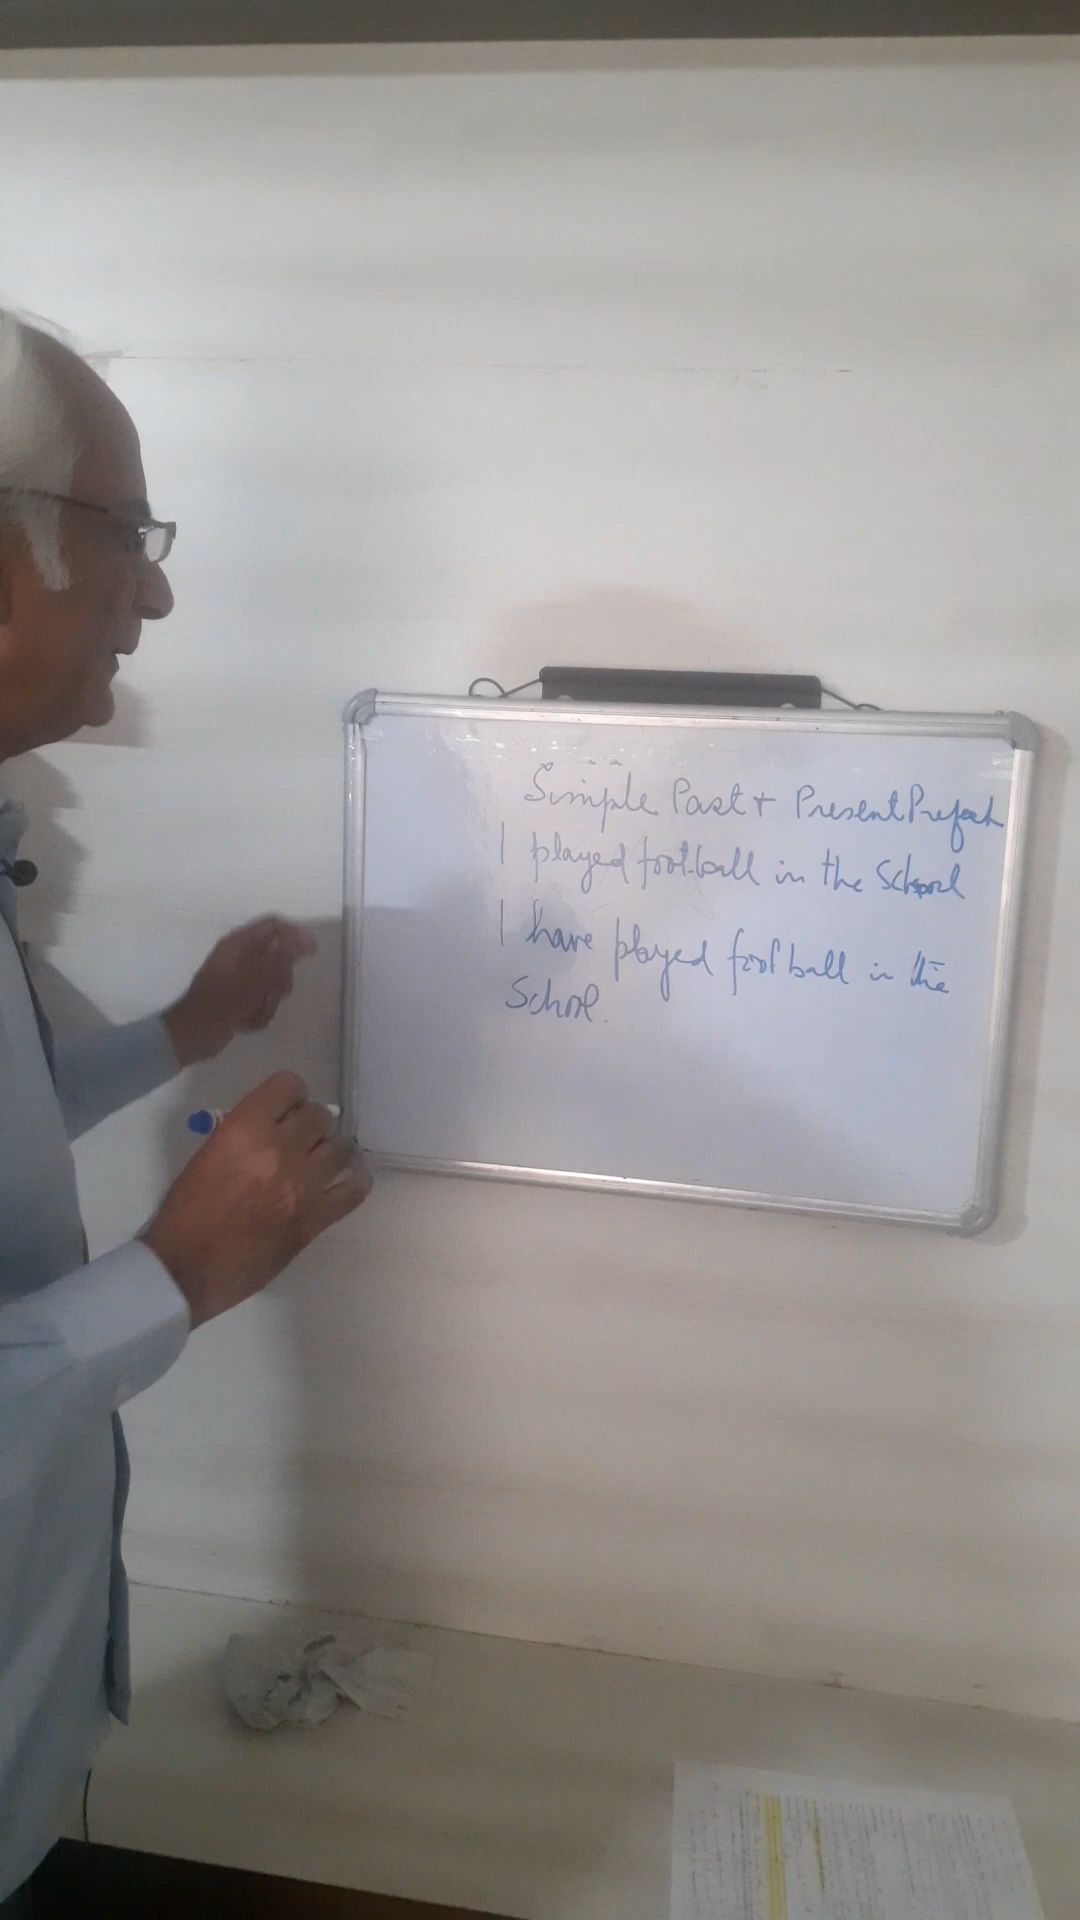 Simple Past + Present Prefect
I played football in the School
I have played football in the
School.